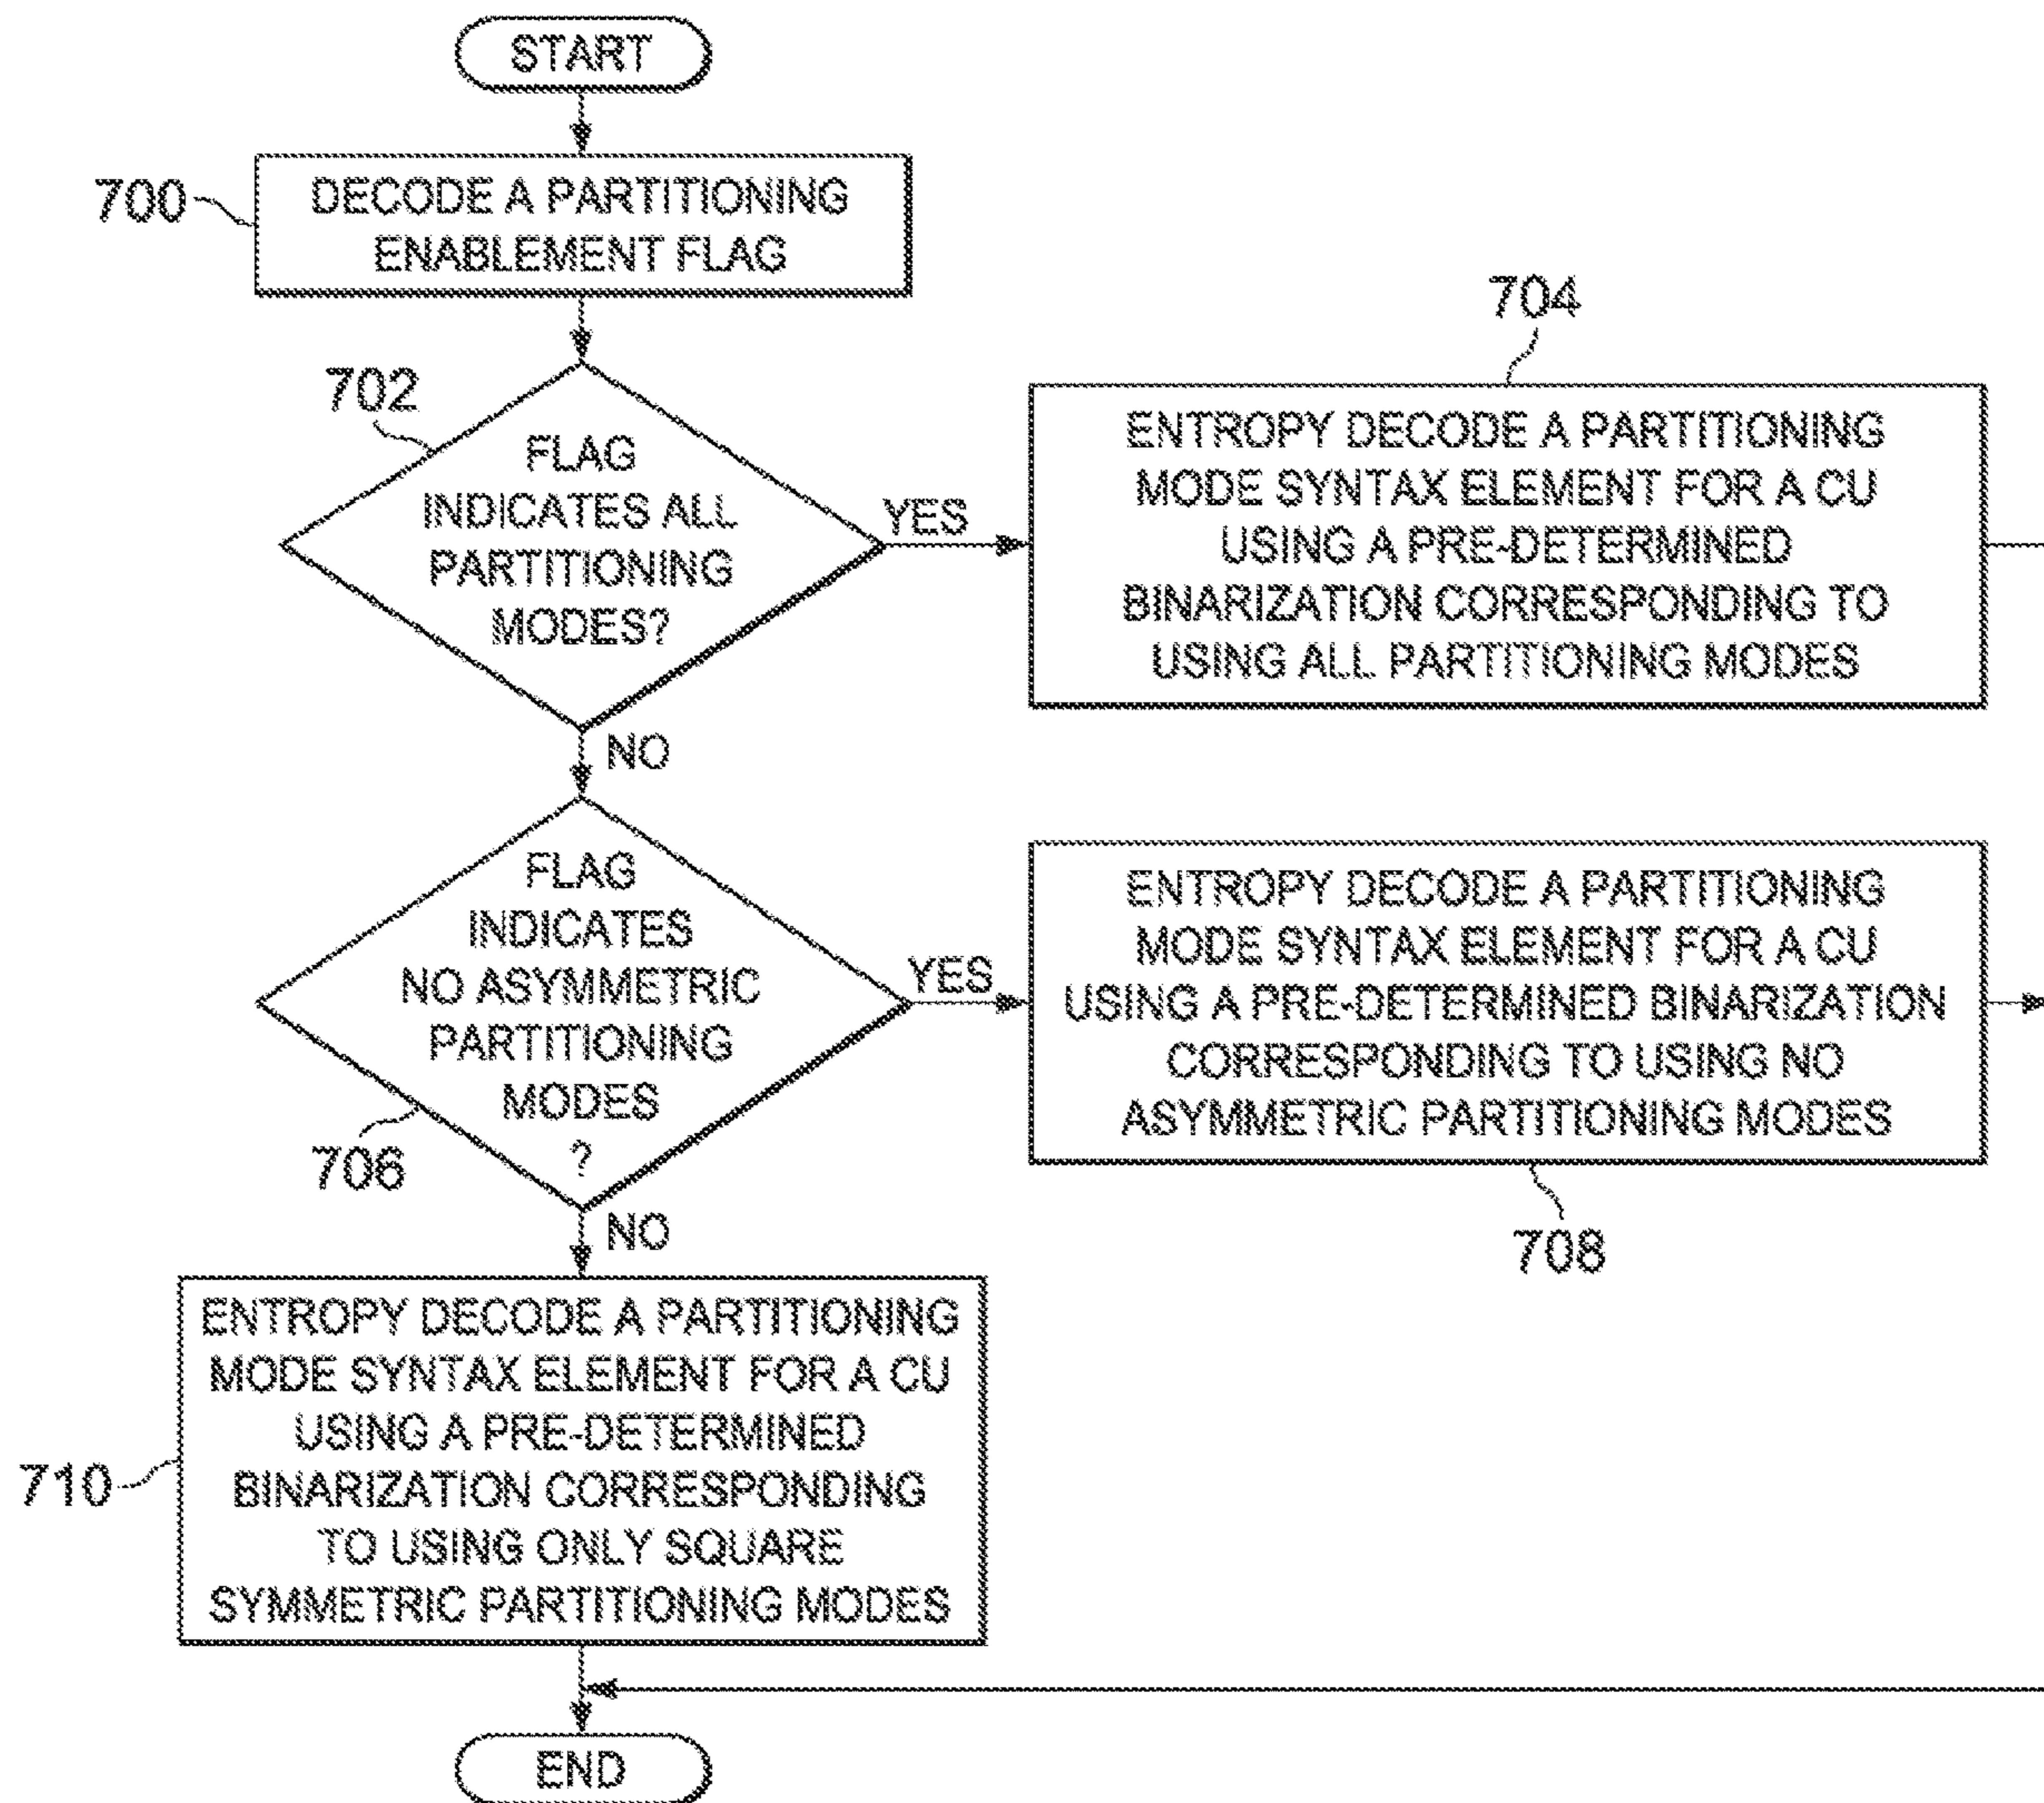 START
700
DECODE A PARTITIONING
ENABLEMENT FLAG
702
FLAG
INDICATES ALL
PARTITIONING
MODES?
YES
704
ENTROPY DECODE A PARTITIONING
MODE SYNTAX ELEMENT FOR A CU
USING A PRE-DETERMINED
BINARIZATION CORRESPONDING TO
USING ALL PARTITIONING MODES
NO
FLAG
INDICATES
NO ASYMMETRIC
PARTITIONING
MODES
?
706
YES
ENTROPY DECODE A PARTITIONING
MODE SYNTAX ELEMENT FOR A CU
USING A PRE-DETERMINED BINARIZATION
CORRESPONDING TO USING NO
ASYMMETRIC PARTITIONING MODES
708
NO
710
ENTROPY DECODE A PARTITIONING
MODE SYNTAX ELEMENT FOR A CU
USING A PRE-DETERMINED
BINARIZATION CORRESPONDING
TO USING ONLY SQUARE
SYMMETRIC PARTITIONING MODES
END